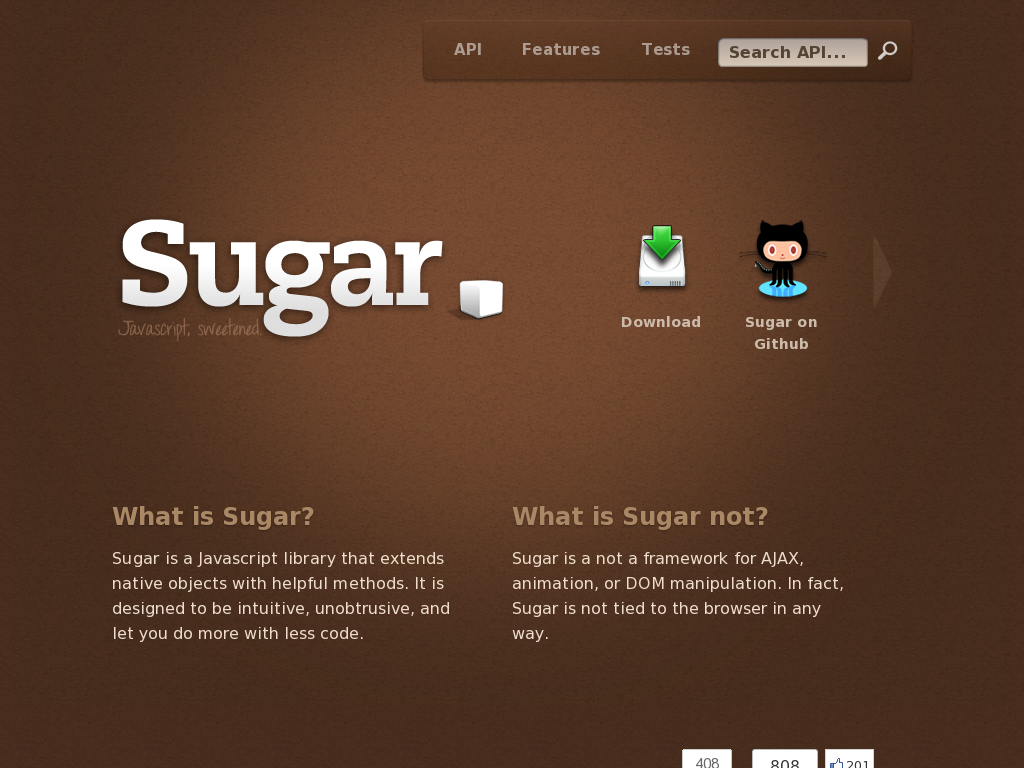 API Features Tests Search API...
Sugar
Javascript, sweetened.
Download
Sugar on
Github
What is Sugar?
Sugar is a Javascript library that extends
native objects with helpful methods. It is
designed to be intuitive, unobtrusive, and
let you do more with less code.
What is Sugar not?
Sugar is a not a framework for AJAX,
animation, or DOM manipulation. In fact,
Sugar is not tied to the browser in any
way.
408 808 201